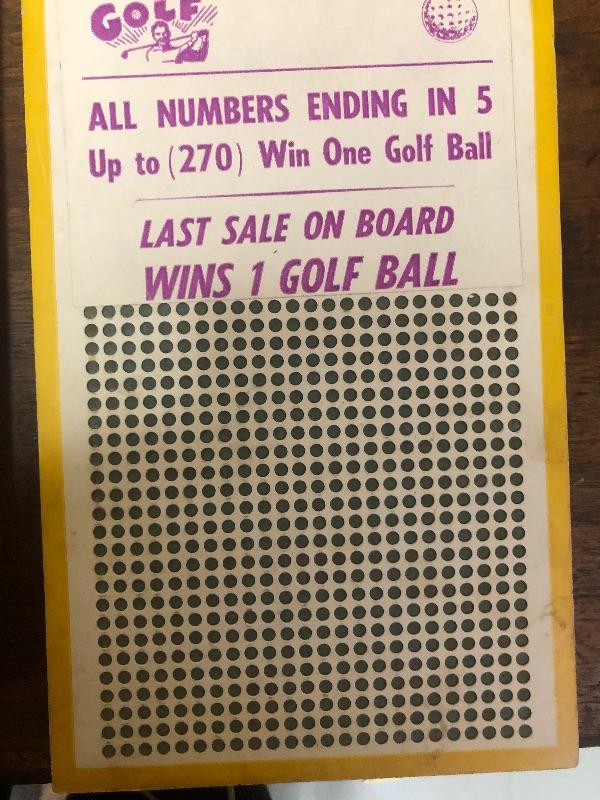 GOLF
ALL NUMBERS ENDING IN 5
Up to (270) Win One Golf Ball
LAST SALE ON BOARD
WINS 1 GOLF BALL